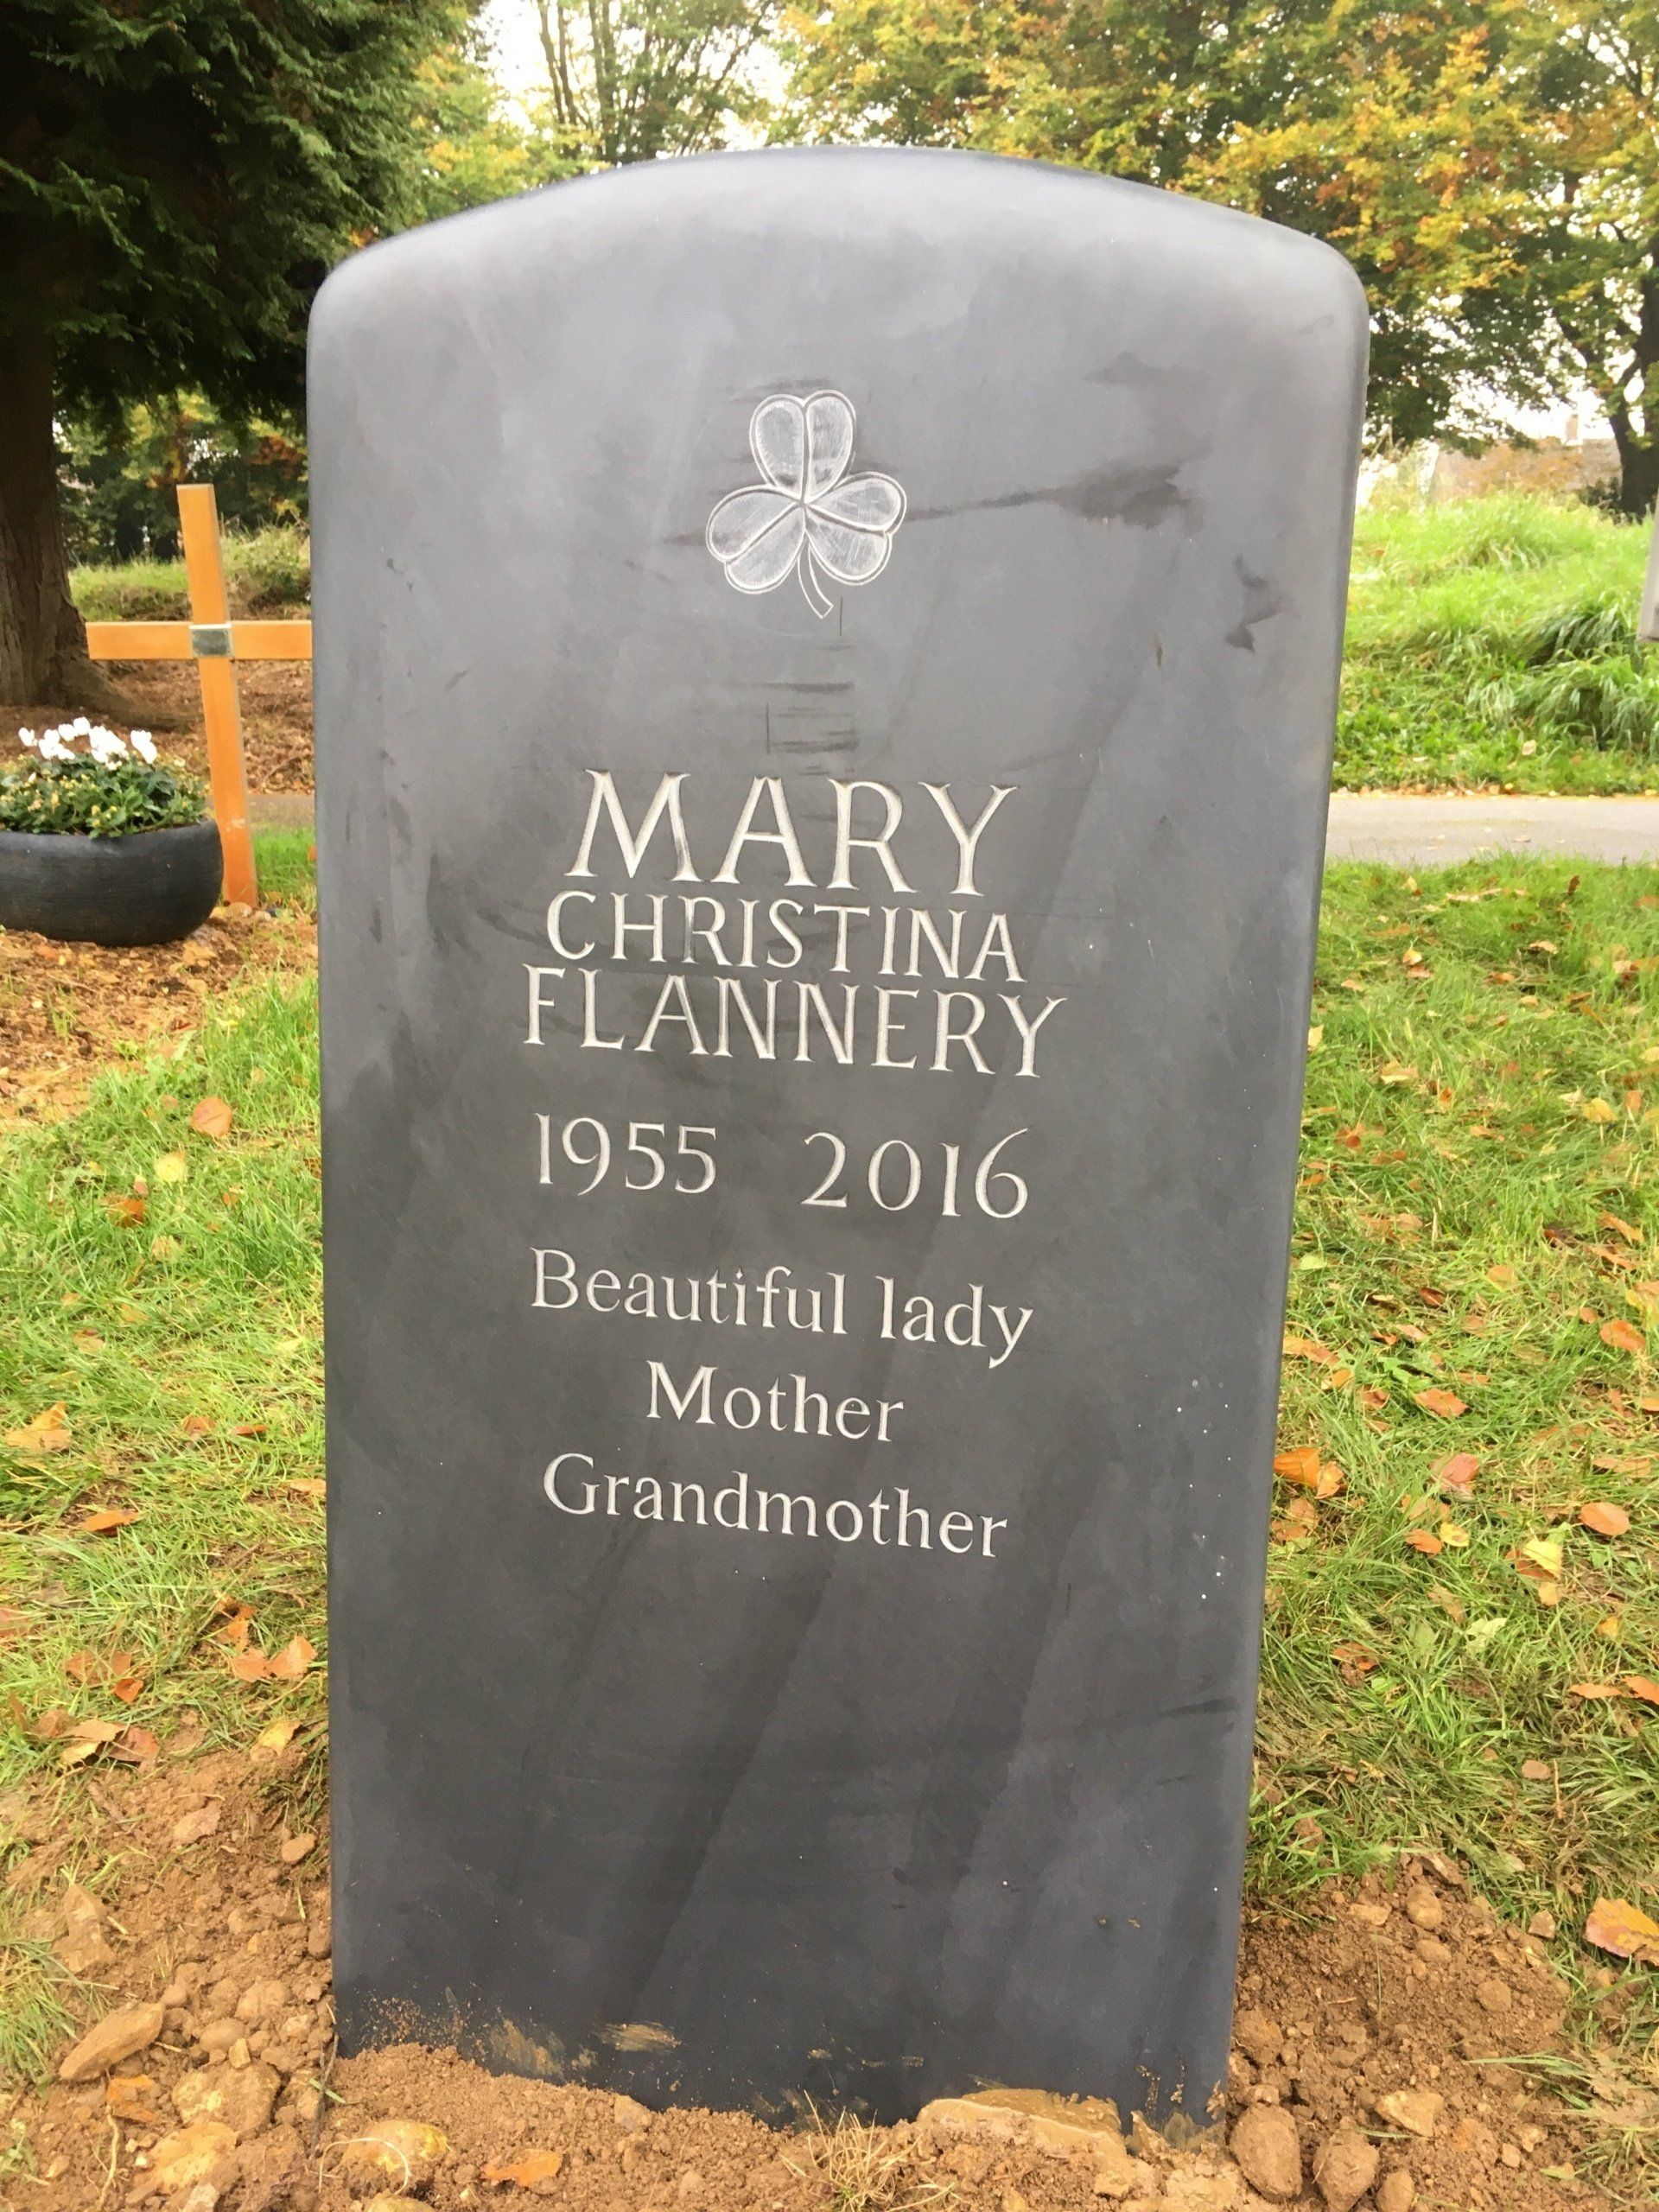 MARY
CHRISTINA
FLANNERY
1955 2016
Beautiful lady
Mother
Grandmother